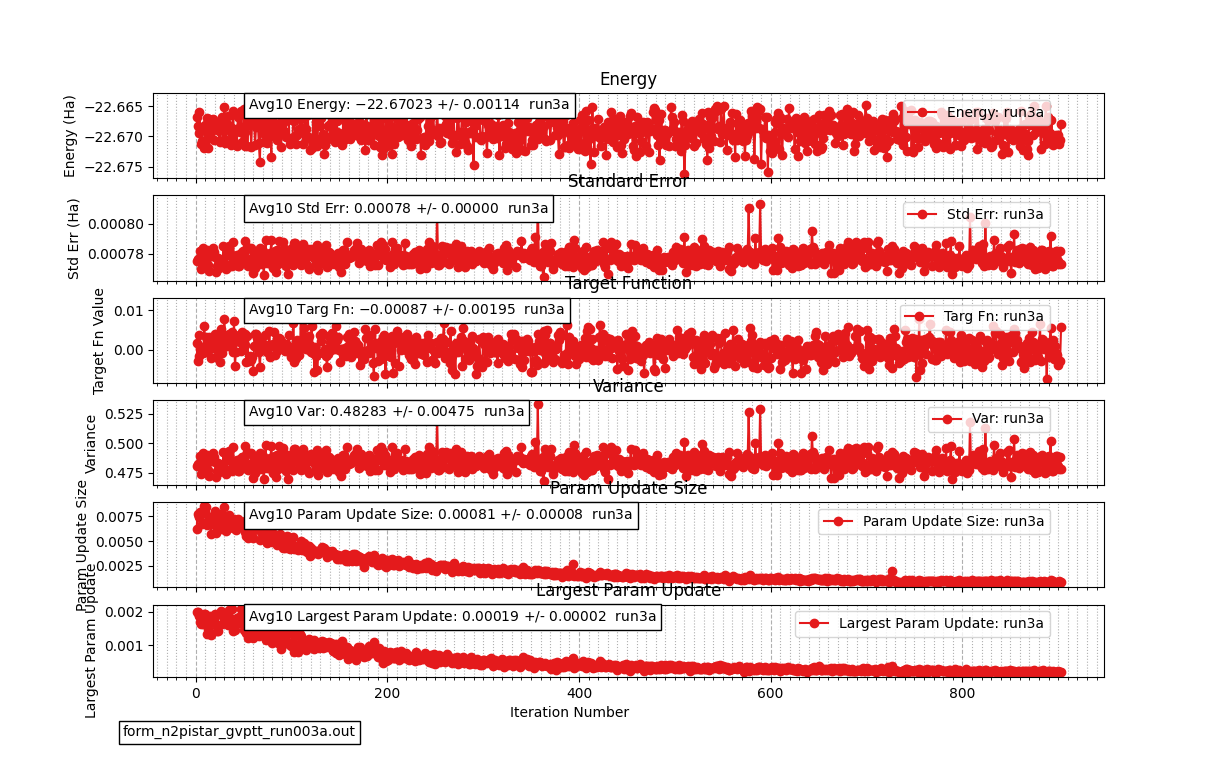 Energy
Energy (Ha)
−22.665
−22.670
−22.675
Avg10 Energy: −22.67023 +/- 0.00114  run3a
Energy: run3a
Standard Error
Std Err (Ha)
0.00080
0.00078
Avg10 Std Err: 0.00078 +/- 0.00000  run3a
Std Err: run3a
Target Function
Target Fn Value
0.01
0.00
Avg10 Targ Fn: −0.00087 +/- 0.00195  run3a
Targ Fn: run3a
Variance
Variance
0.525
0.500
0.475
Avg10 Var: 0.48283 +/- 0.00475  run3a
Var: run3a
Param Update Size
Param Update Size
0.0075
0.0050
0.0025
Avg10 Param Update Size: 0.00081 +/- 0.00008  run3a
Param Update Size: run3a
Largest Param Update
Largest Param Update
0.002
0.001
Avg10 Largest Param Update: 0.00019 +/- 0.00002  run3a
Largest Param Update: run3a
0 200 400 600 800
Iteration Number
form_n2pistar_gvptt_run003a.out